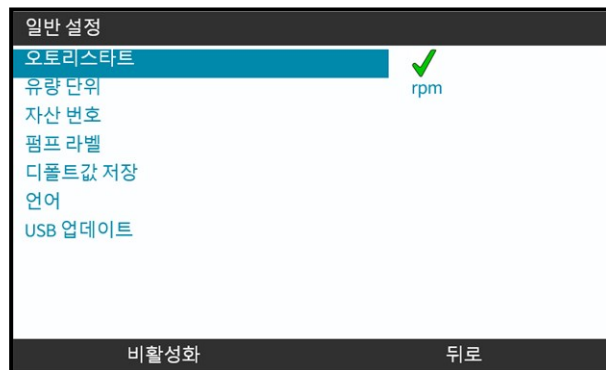 일반 설정
오토리스타트
유량 단위 rpm
자산 번호
펌프 라벨
디폴트값 저장
언어
USB 업데이트
비활성화 뒤로